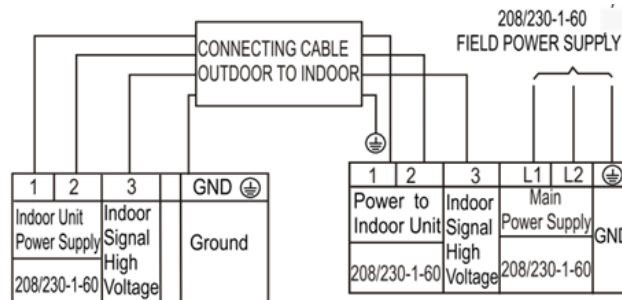 208/230-1-60
FIELD POWER SUPPLY
CONNECTING CABLE
OUTDOOR TO INDOOR
1 2 3 GND
Indoor Unit
Power Supply
208/230-1-60
Indoor
Signal
High
Voltage
Ground
1 2 3 L1 L2
Power to
Indoor Unit
208/230-1-60
Indoor
Signal
High
Voltage
Main
Power Supply
208/230-1-60
GND